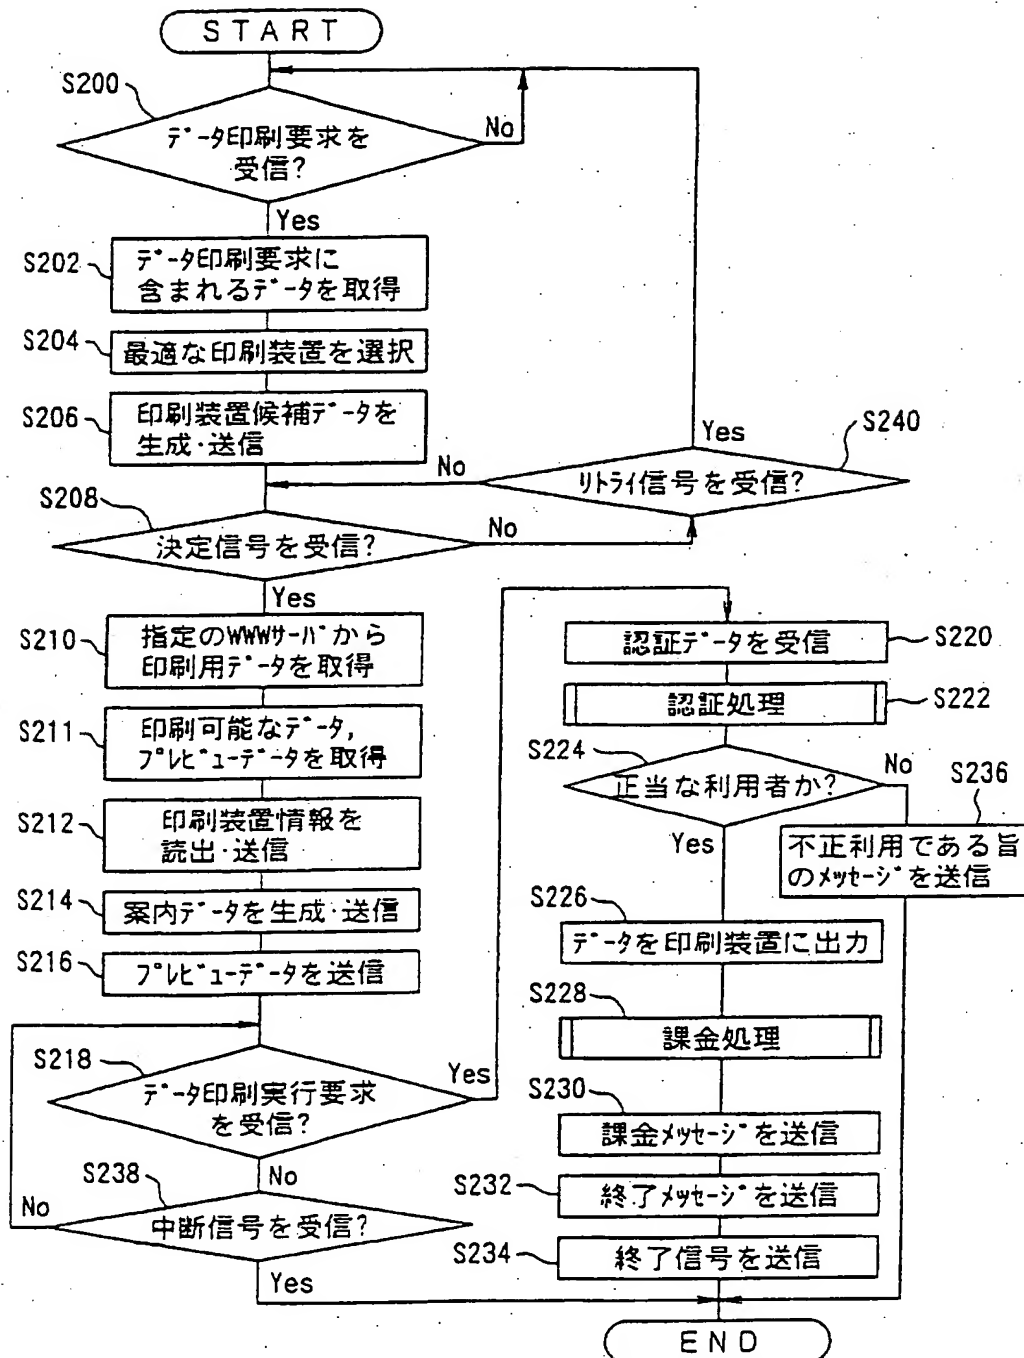 START
S200
データ印刷要求を
受信?
No
Yes
S202
データ印刷要求に
含まれるデータを取得
S204
最適な印刷装置を選択
S206
印刷装置候補データを
生成・送信
Yes
S240
No
リトライ信号を受信?
S208
決定信号を受信?
No
Yes
S210
指定のWWWサーバから
印刷用データを取得
S211
印刷可能なデータ,
プレビューデータを取得
S212
印刷装置情報を
読出・送信
S214
案内データを生成・送信
S216
プレビューデータを送信
S218
データ印刷実行要求
を受信?
Yes
No
S238
中断信号を受信?
No
Yes
認証データを受信
S220
認証処理
S222
S224
正当な利用者か?
No
Yes
S236
不正利用である旨
のメッセージを送信
S226
データを印刷装置に出力
S228
課金処理
S230
課金メッセージを送信
S232
終了メッセージを送信
S234
終了信号を送信
END